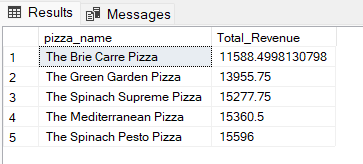 Results Messages
pizza_name Total_Revenue
1 The Brie Carre Pizza 11588.4998130798
2 The Green Garden Pizza 13955.75
3 The Spinach Supreme Pizza 15277.75
4 The Mediterranean Pizza 15360.5
5 The Spinach Pesto Pizza 15596